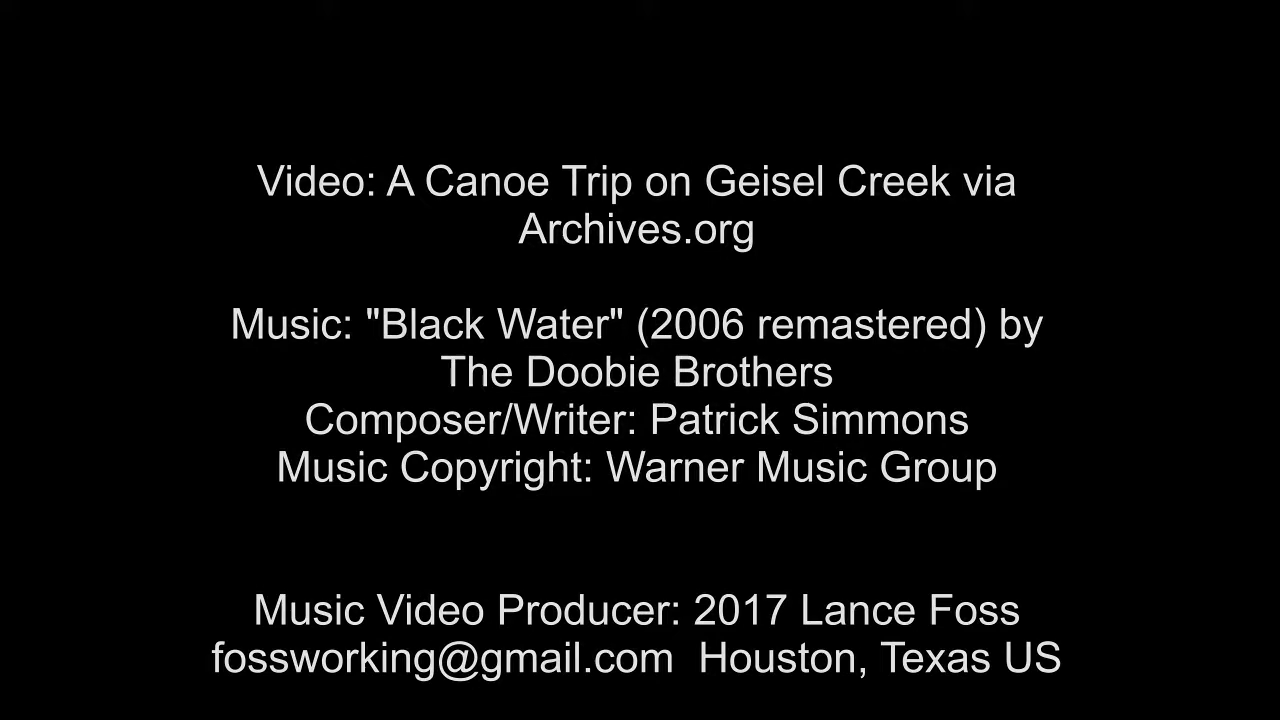 Video: A Canoe Trip on Geisel Creek via
Archives.org
Music: "Black Water" (2006 remastered) by
The Doobie Brothers
Composer/Writer: Patrick Simmons
Music Copyright: Warner Music Group
Music Video Producer: 2017 Lance Foss
fossworking@gmail.com  Houston, Texas US